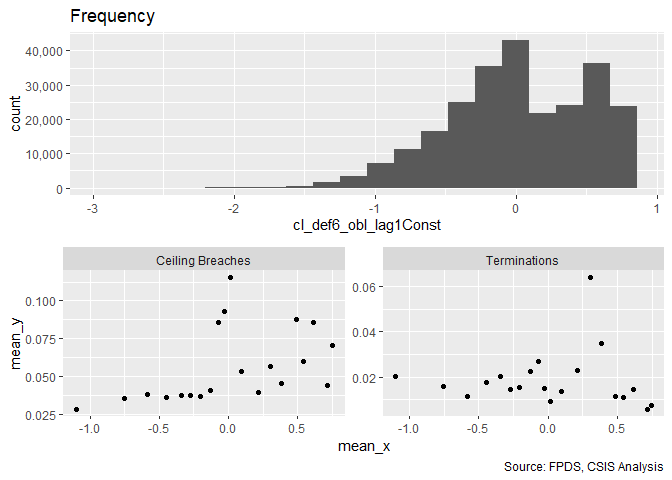 Frequency
40,000
30,000
20,000
10,000
0
count
-3 -2 -1 0 1
cl_def6_obl_lag1Const
Ceiling Breaches Terminations
0.100
0.075
0.050
0.025
mean_y
0.06
0.04
0.02
-1.0 -0.5 0.0 0.5 -1.0 -0.5 0.0 0.5
mean_x
Source: FPDS, CSIS Analysis